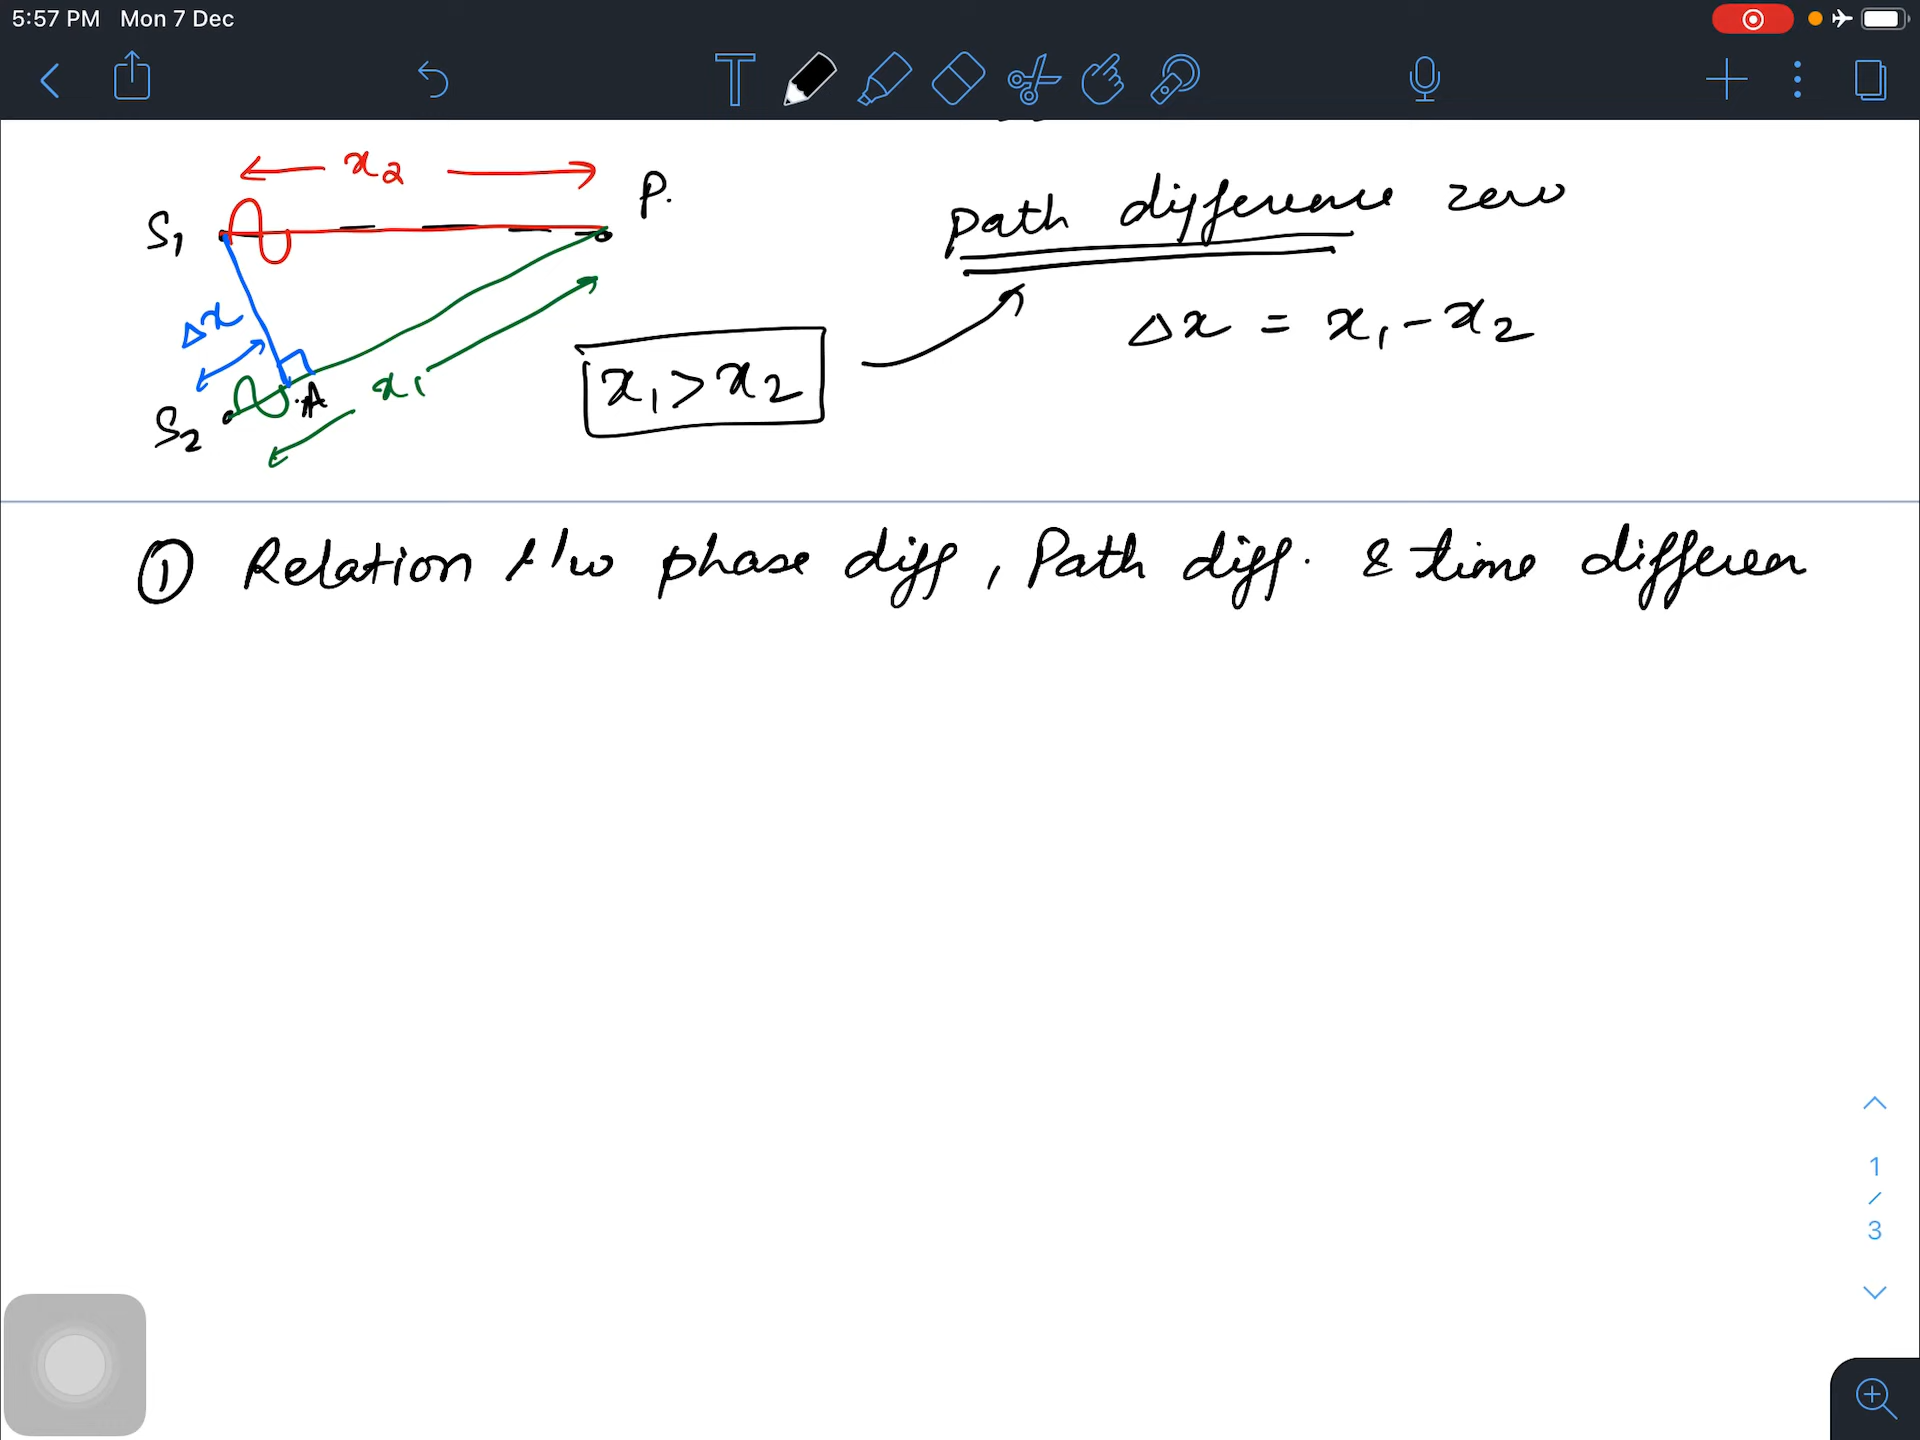 5:57 PM Mon 7 Dec
x₂
P.
S₁
path difference zero
Δx
Δx = x₁ - x₂
x₁ > x₂
x₁
A
S₂
① Relation b/w phase diff, Path diff. & time differen
1
/
3